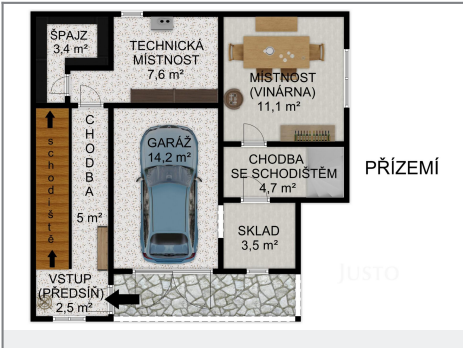 ŠPAJZ
3,4 m²
TECHNICKÁ
MÍSTNOST
7,6 m²
MÍSTNOST
(VINÁRNA)
11,1 m²
schodiště
CHODBA
5 m²
GARÁŽ
14,2 m²
CHODBA
SE SCHODIŠTĚM
4,7 m²
PŘÍZEMÍ
SKLAD
3,5 m²
VSTUP
(PŘEDSÍŇ)
2,5 m²
JUSTO